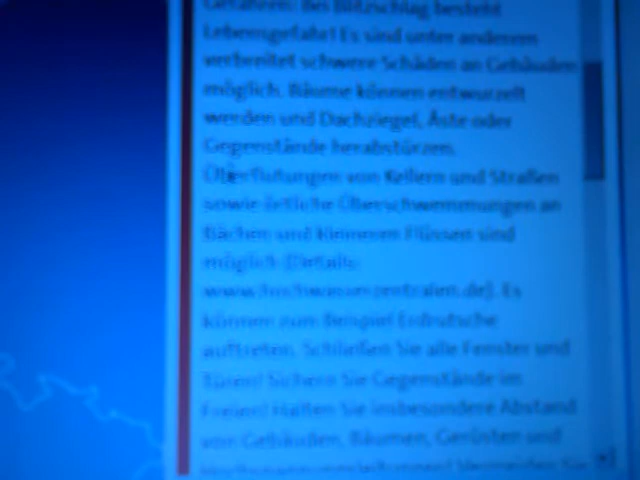 Gefahren: Bei Blitzschlag besteht
Lebensgefahr! Es sind unter anderem
verbreitet schwere Schäden an Gebäuden
möglich. Bäume können entwurzelt
werden und Dachziegel, Äste oder
Gegenstände herabstürzen.
Überflutungen von Kellern und Straßen
sowie örtliche Überschwemmungen an
Bächen und kleineren Flüssen sind
möglich (Details:
www.hochwasserzentralen.de). Es
können zum Beispiel Erdrutsche
auftreten. Schließen Sie alle Fenster und
Türen! Sichern Sie Gegenstände im
Freien! Halten Sie insbesondere Abstand
von Gebäuden, Bäumen, Gerüsten und